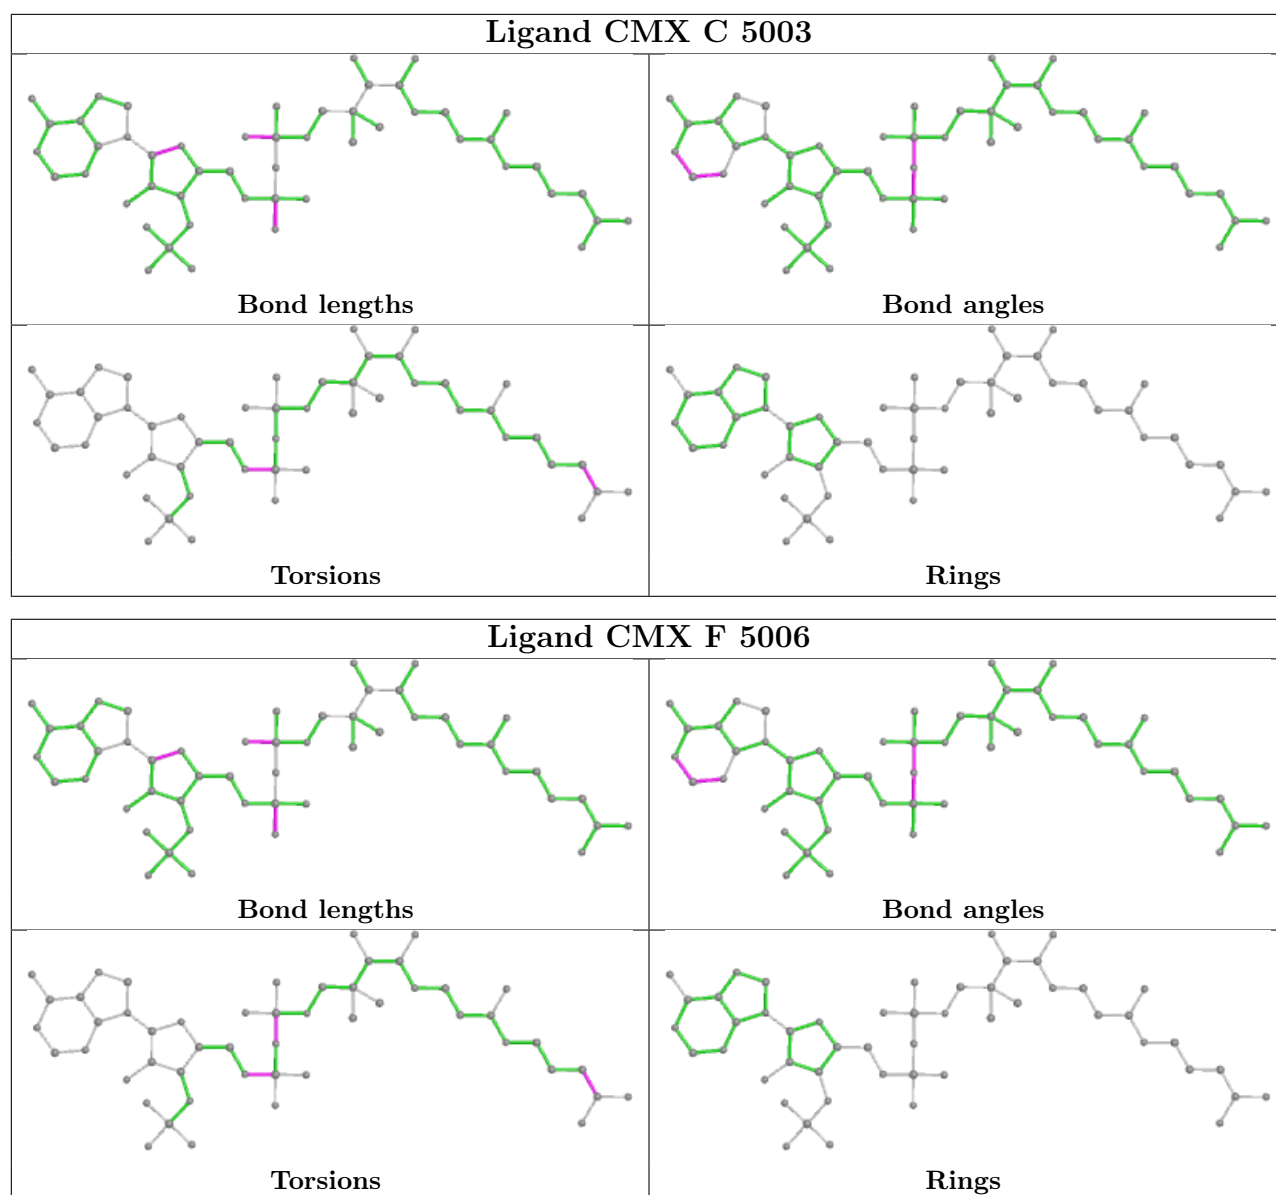 Ligand CMX C 5003
Bond lengths
Bond angles
Torsions
Rings
Ligand CMX F 5006
Bond lengths
Bond angles
Torsions
Rings